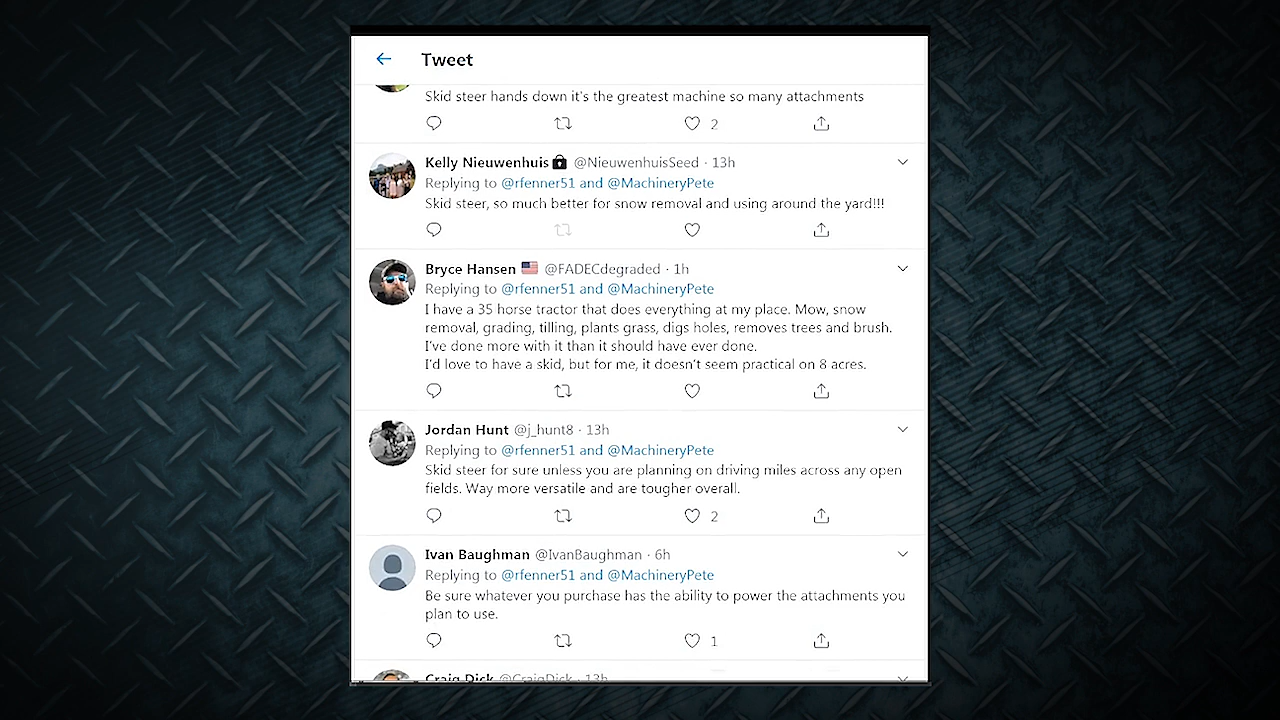 Tweet
Skid steer hands down it's the greatest machine so many attachments
2
Kelly Nieuwenhuis @NieuwenhuisSeed · 13h
Replying to @rfenner51 and @MachineryPete
Skid steer, so much better for snow removal and using around the yard!!!
Bryce Hansen @FADECdegraded · 1h
Replying to @rfenner51 and @MachineryPete
I have a 35 horse tractor that does everything at my place. Mow, snow
removal, grading, tilling, plants grass, digs holes, removes trees and brush.
I've done more with it than it should have ever done.
I'd love to have a skid, but for me, it doesn't seem practical on 8 acres.
Jordan Hunt @j_hunt8 · 13h
Replying to @rfenner51 and @MachineryPete
Skid steer for sure unless you are planning on driving miles across any open
fields. Way more versatile and are tougher overall.
2
Ivan Baughman @IvanBaughman · 6h
Replying to @rfenner51 and @MachineryPete
Be sure whatever you purchase has the ability to power the attachments you
plan to use.
1
Craig Dick @CraigDick · 13h